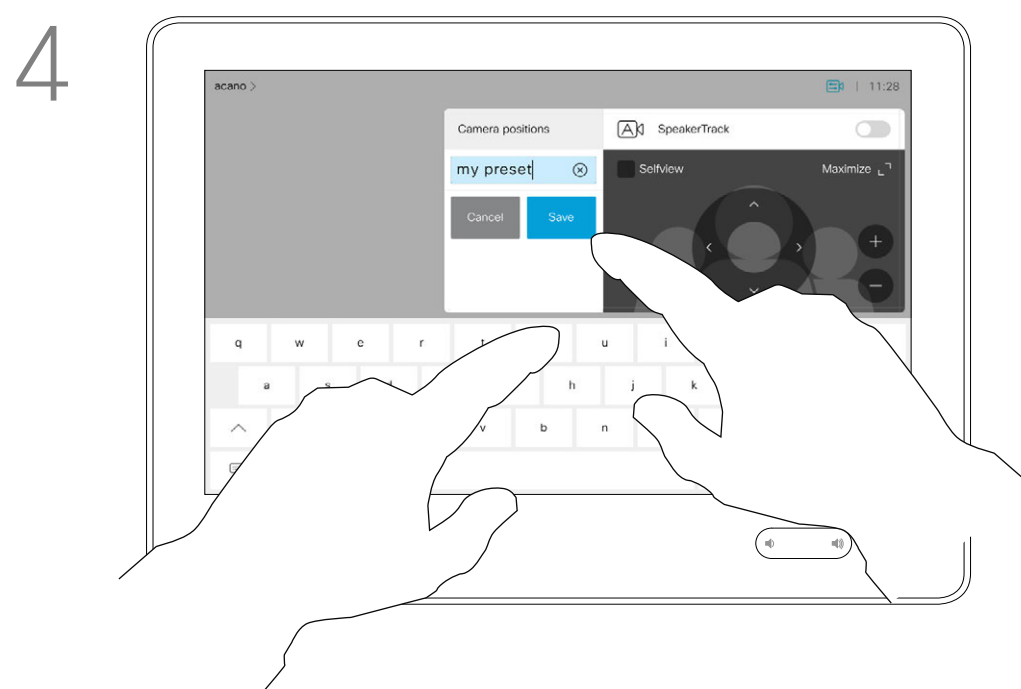 4
acano > | 11:28
Camera positions
SpeakerTrack
my preset
Selfview
Maximize
Cancel
Save
+
−
q w e r t u i
a s d h j k
v b n